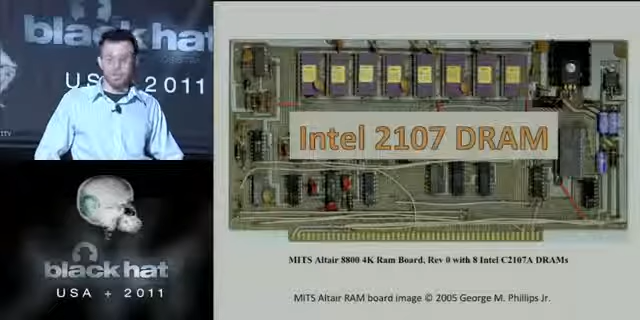 black hat
USA + 2011
ITY
black hat
USA + 2011
Intel 2107 DRAM
MITS Altair 8800 4K Ram Board, Rev 0 with 8 Intel C2107A DRAMs
MITS Altair RAM board image © 2005 George M. Phillips Jr.